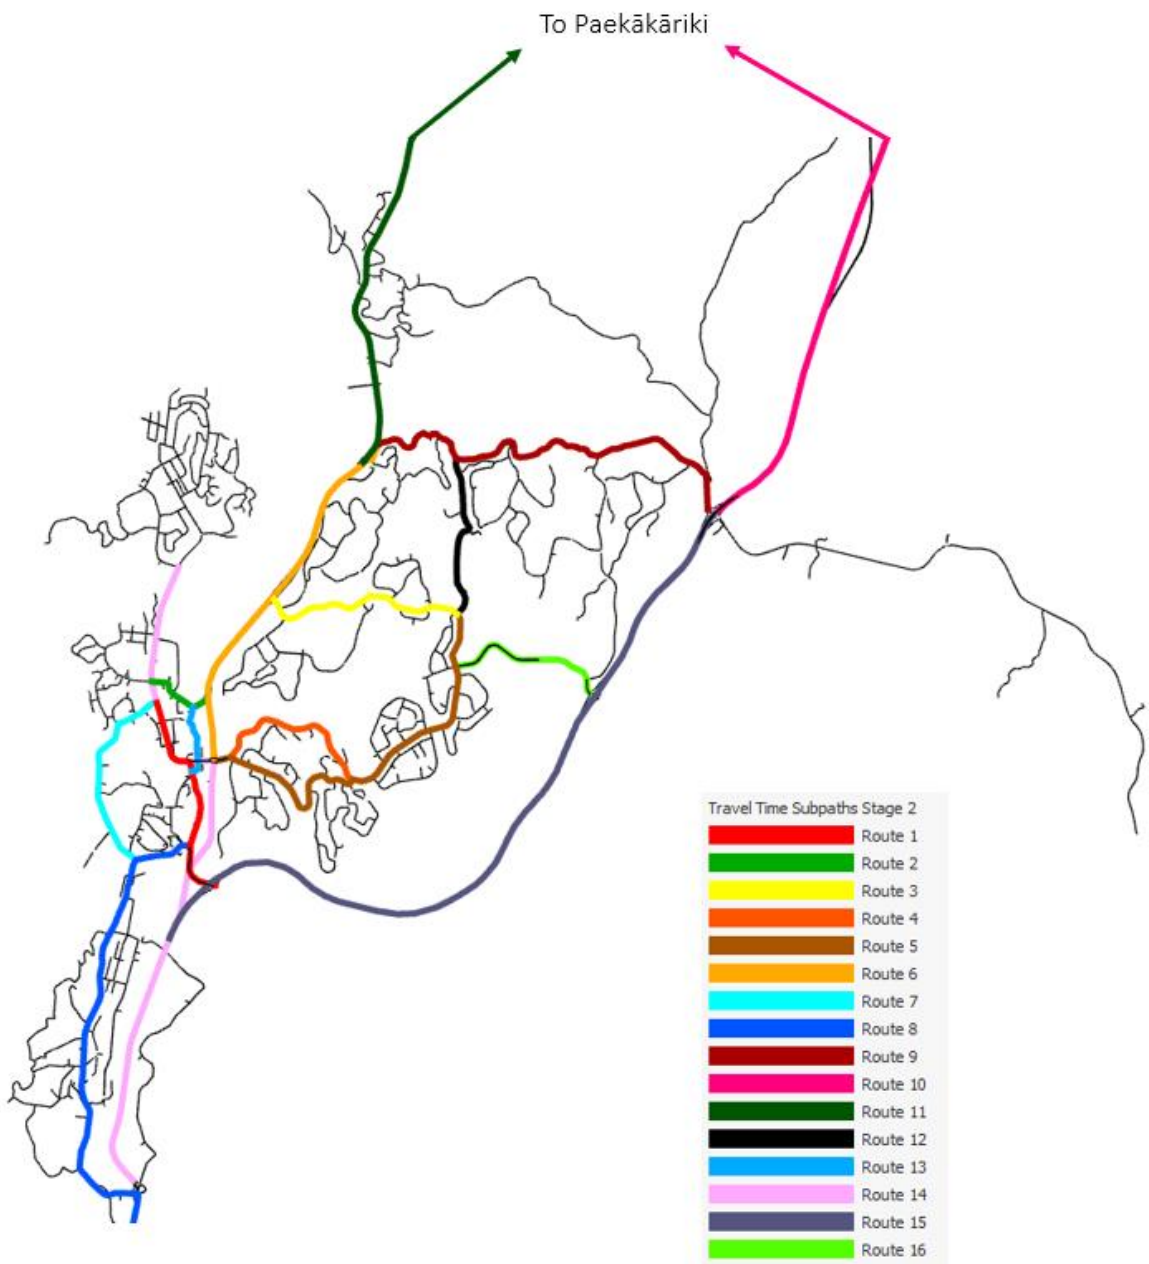 To Paekākāriki
Travel Time Subpaths Stage 2
Route 1
Route 2
Route 3
Route 4
Route 5
Route 6
Route 7
Route 8
Route 9
Route 10
Route 11
Route 12
Route 13
Route 14
Route 15
Route 16